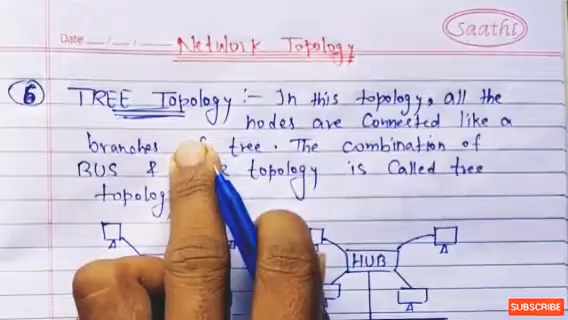 Saathi
Date
Network Topology
6 TREE Topology :- In this topology, all the
nodes are Connected like a
branches tree. The combination of
BUS & topology is called tree
topology
HUB
SUBSCRIBE